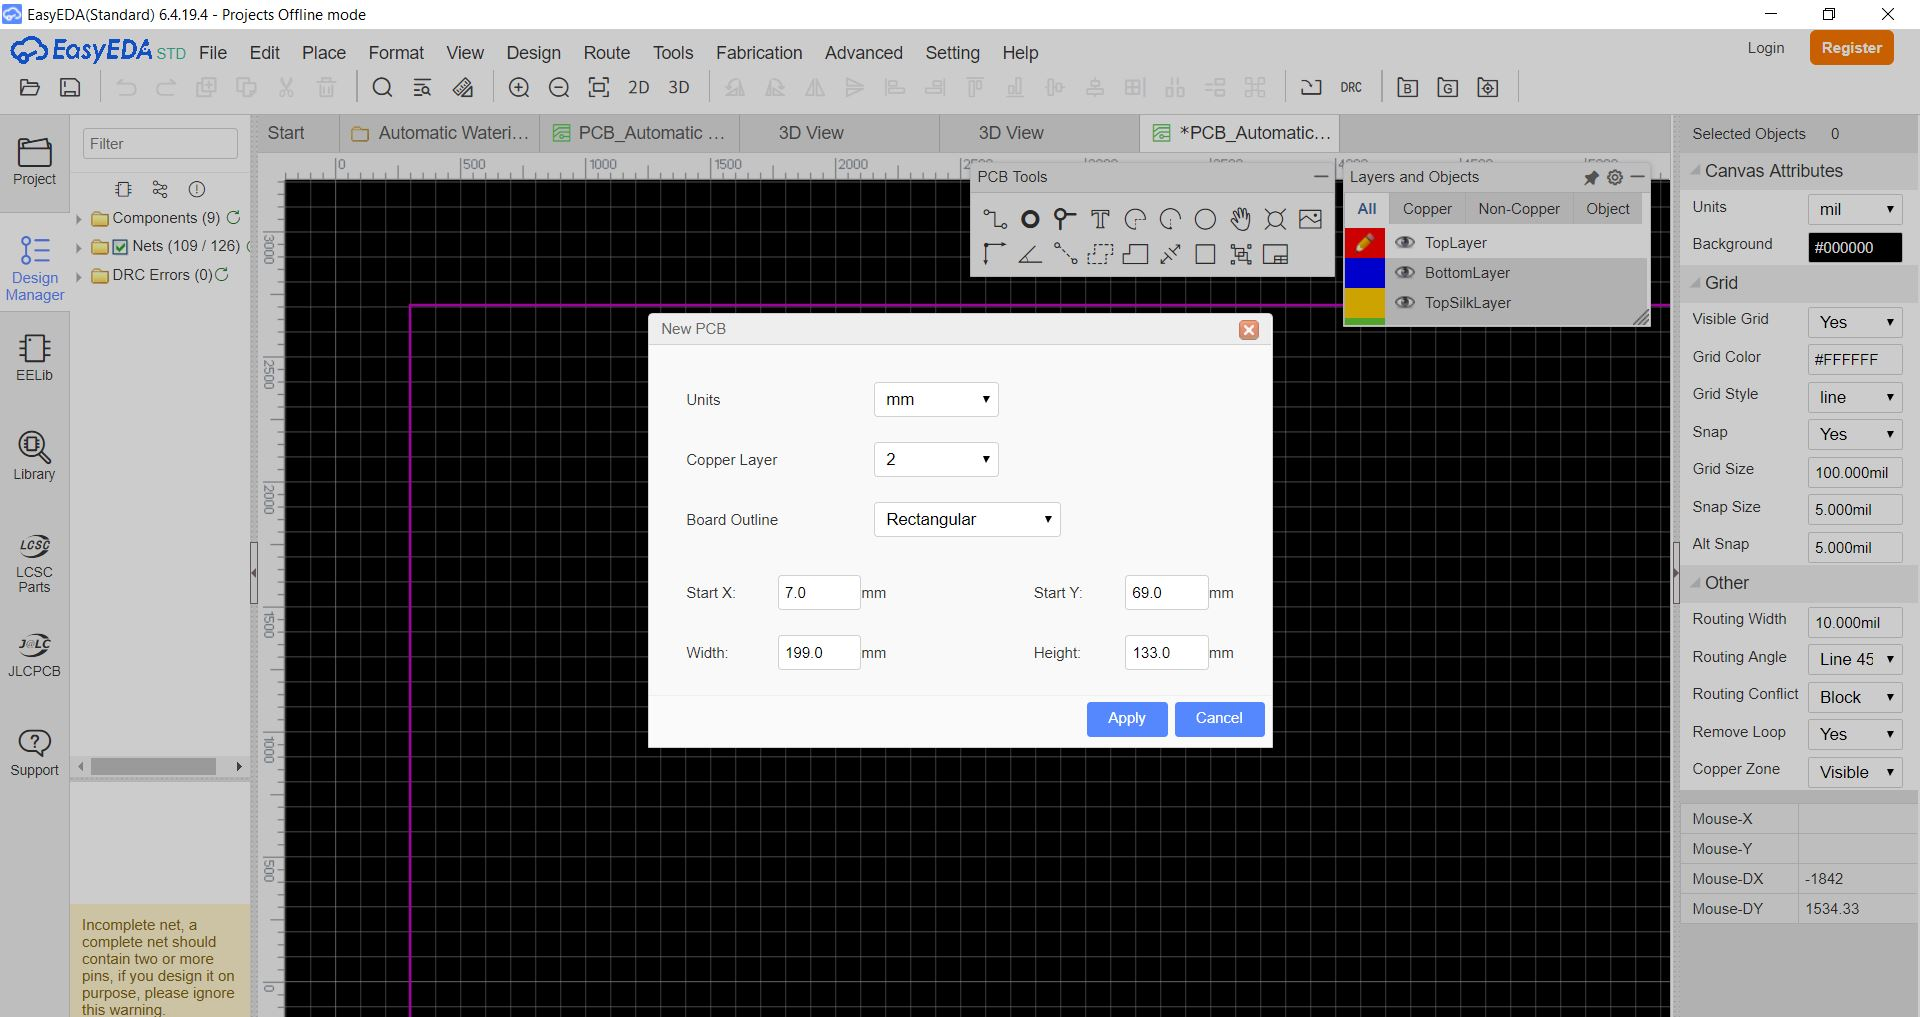 EasyEDA(Standard) 6.4.19.4 - Projects Offline mode
EasyEDA STD File Edit Place Format View Design Route Tools Fabrication Advanced Setting Help Login Register
2D 3D DRC B G
Start Automatic Wateri... PCB_Automatic ... 3D View 3D View *PCB_Automatic...
Project
Design Manager
EELib
Library
LCSC
LCSC Parts
J@LC
JLCPCB
Support
Filter
Components (9)
Nets (109 / 126)
DRC Errors (0)
Incomplete net, a
complete net should
contain two or more
pins, if you design it on
purpose, please ignore
this warning.
0 500 1000 1500 2000
3000
2500
2000
1500
1000
500
0
PCB Tools
Layers and Objects
All Copper Non-Copper Object
TopLayer
BottomLayer
TopSilkLayer
New PCB
Units mm
Copper Layer 2
Board Outline Rectangular
Start X: 7.0 mm Start Y: 69.0 mm
Width: 199.0 mm Height: 133.0 mm
Apply Cancel
Selected Objects 0
Canvas Attributes
Units mil
Background #000000
Grid
Visible Grid Yes
Grid Color #FFFFFF
Grid Style line
Snap Yes
Grid Size 100.000mil
Snap Size 5.000mil
Alt Snap 5.000mil
Other
Routing Width 10.000mil
Routing Angle Line 45
Routing Conflict Block
Remove Loop Yes
Copper Zone Visible
Mouse-X
Mouse-Y
Mouse-DX -1842
Mouse-DY 1534.33